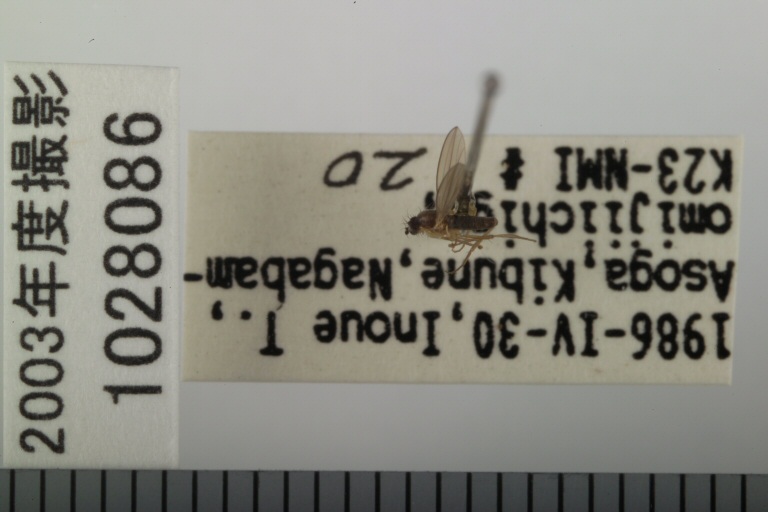 2003年度撮影
1028086
1986-IV-30, Inoue T.,
Asoga, Kibune, Nagabam-
omijiichigo,
K23-NMI # 20